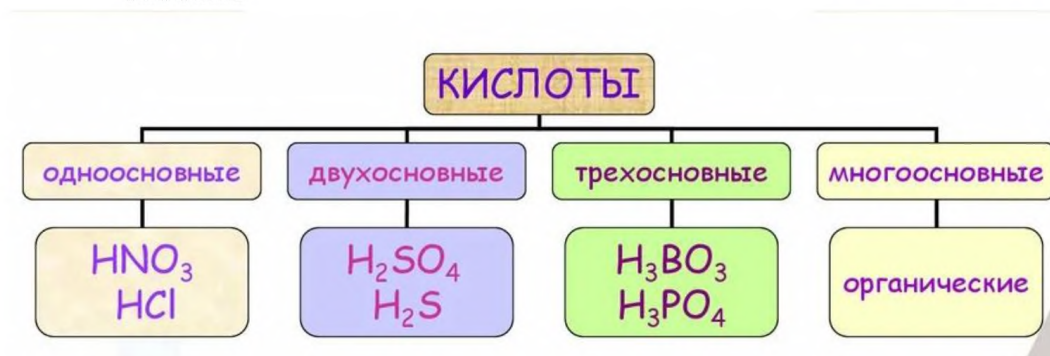 КИСЛОТЫ
одноосновные
двухосновные
трехосновные
многоосновные
HNO₃
HCl
H₂SO₄
H₂S
H₃BO₃
H₃PO₄
органические